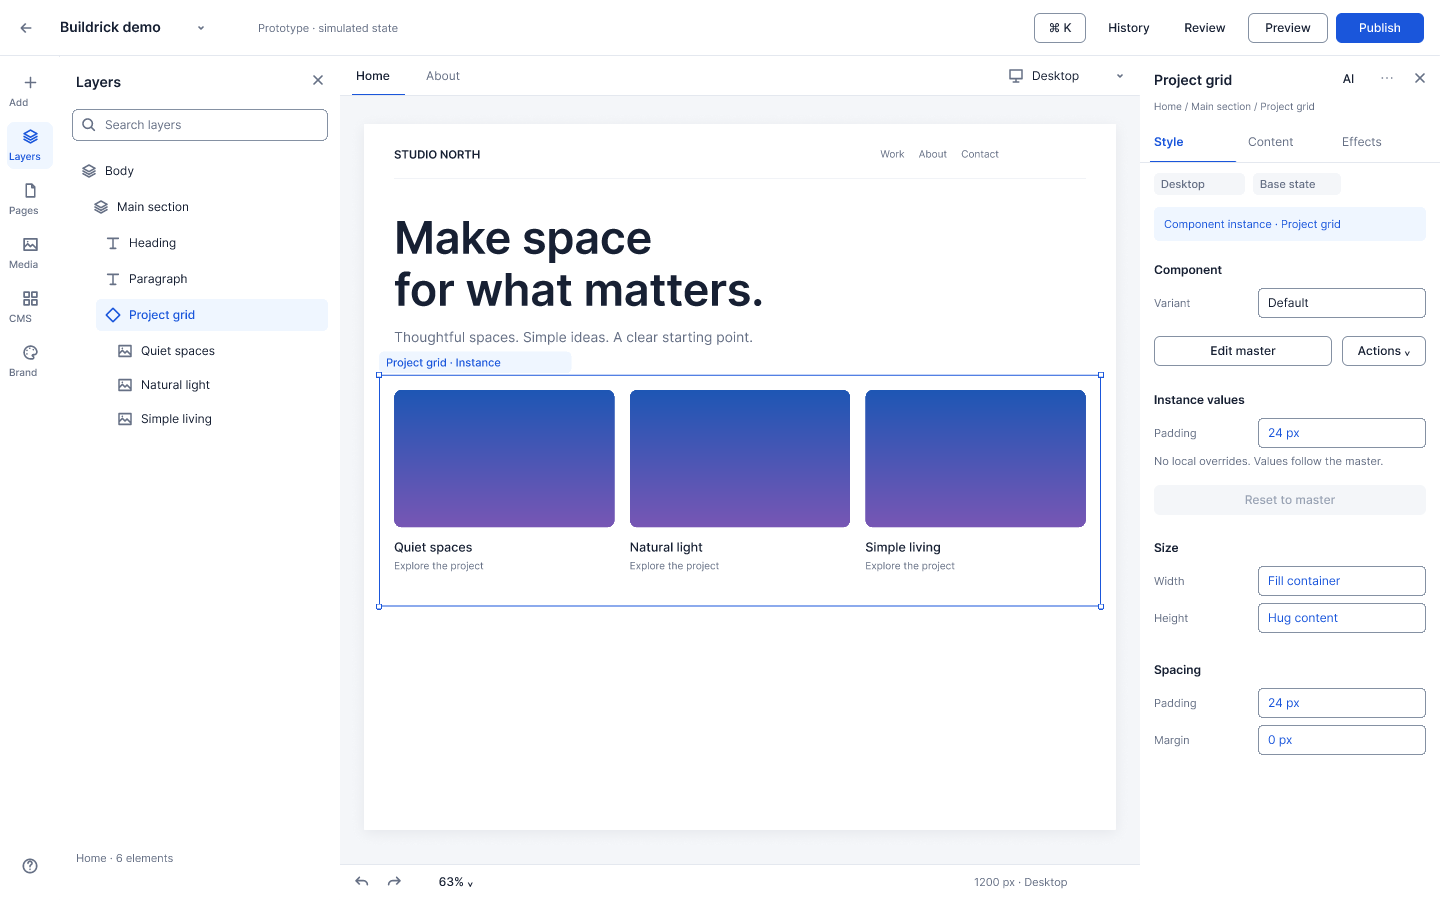 Buildrick demo
Prototype · simulated state
⌘ K
History
Review
Preview
Publish
Add
Layers
Pages
Media
CMS
Brand
Layers
Search layers
Body
Main section
Heading
Paragraph
Project grid
Quiet spaces
Natural light
Simple living
Home · 6 elements
Home
About
Desktop
STUDIO NORTH
Work
About
Contact
Make space
for what matters.
Thoughtful spaces. Simple ideas. A clear starting point.
Project grid · Instance
Quiet spaces
Explore the project
Natural light
Explore the project
Simple living
Explore the project
63%
1200 px · Desktop
Project grid
AI
···
Home / Main section / Project grid
Style
Content
Effects
Desktop
Base state
Component instance · Project grid
Component
Variant
Default
Edit master
Actions
Instance values
Padding
24 px
No local overrides. Values follow the master.
Reset to master
Size
Width
Fill container
Height
Hug content
Spacing
Padding
24 px
Margin
0 px